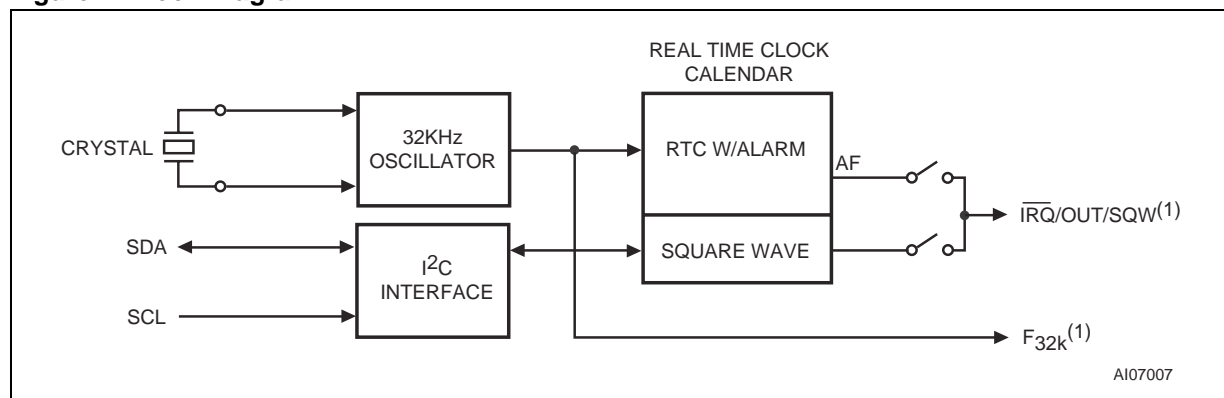 REAL TIME CLOCK
CALENDAR
CRYSTAL
32KHz
OSCILLATOR
RTC W/ALARM
AF
IRQ/OUT/SQW(1)
SDA
I2C
INTERFACE
SQUARE WAVE
SCL
F32k(1)
AI07007